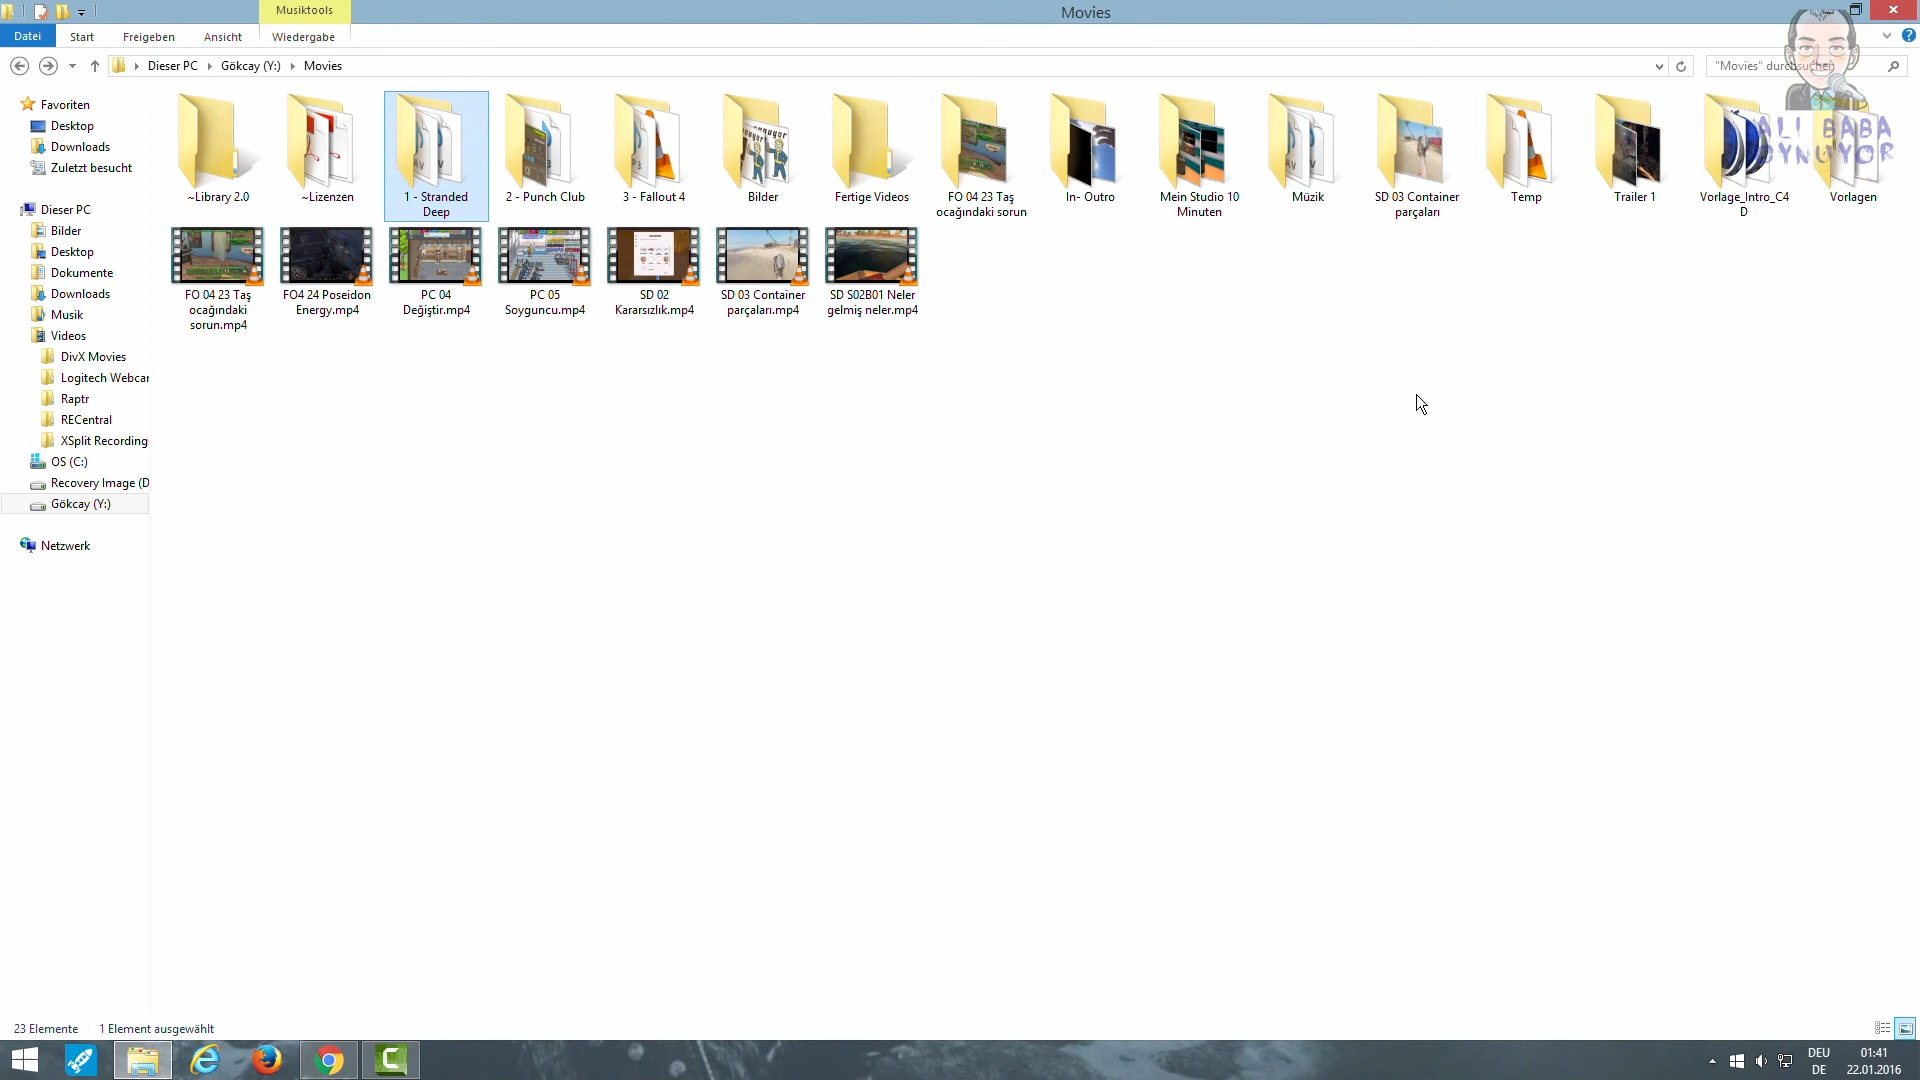 Musiktools
Movies
Datei
Start
Freigeben
Ansicht
Wiedergabe
Dieser PC
Gökcay (Y:)
Movies
"Movies" durchsuchen
Favoriten
Desktop
Downloads
Zuletzt besucht
Dieser PC
Bilder
Desktop
Dokumente
Downloads
Musik
Videos
DivX Movies
Logitech Webcar
Raptr
RECentral
XSplit Recording
OS (C:)
Recovery Image (D
Gökcay (Y:)
Netzwerk
~Library 2.0
~Lizenzen
1 - Stranded
Deep
2 - Punch Club
3 - Fallout 4
Bilder
Fertige Videos
FO 04 23 Taş
ocağındaki sorun
In- Outro
Mein Studio 10
Minuten
Müzik
SD 03 Container
parçaları
Temp
Trailer 1
Vorlage_Intro_C4
D
Vorlagen
ALI BABA
OYNUYOR
FO 04 23 Taş
ocağındaki
sorun.mp4
FO4 24 Poseidon
Energy.mp4
PC 04
Değiştir.mp4
PC 05
Soyguncu.mp4
SD 02
Kararsızlık.mp4
SD 03 Container
parçaları.mp4
SD S02B01 Neler
gelmiş neler.mp4
23 Elemente
1 Element ausgewählt
DEU
DE
01:41
22.01.2016